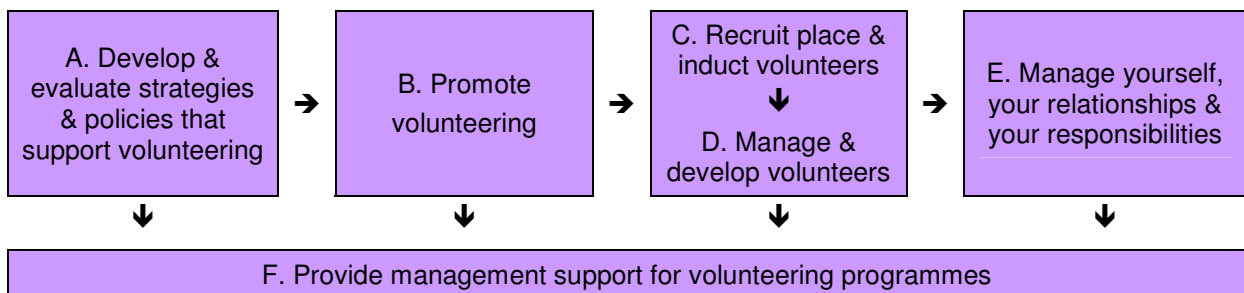 A. Develop &
evaluate strategies
& policies that
support volunteering
B. Promote
volunteering
C. Recruit place &
induct volunteers
D. Manage &
develop volunteers
E. Manage yourself,
your relationships &
your responsibilities
F. Provide management support for volunteering programmes